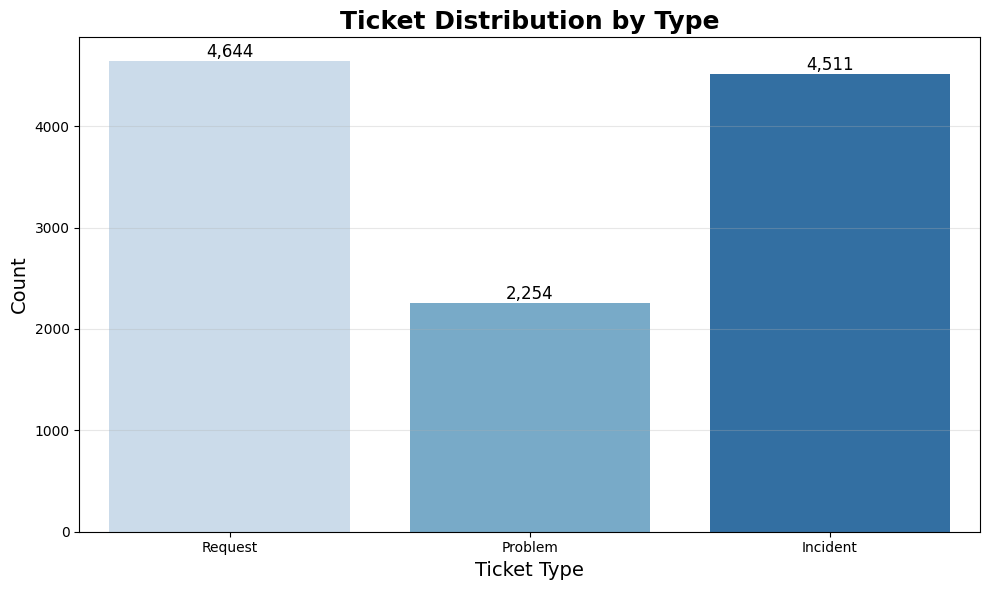 Ticket Distribution by Type
4,644
4,511
2,254
Count
4000
3000
2000
1000
0
Request
Problem
Incident
Ticket Type